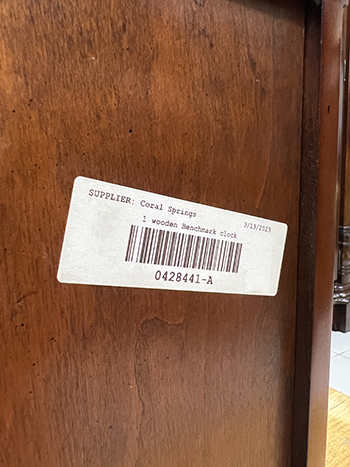 SUPPLIER: Coral Springs
3/13/2023
1 wooden Benchmark clock
0428441-A